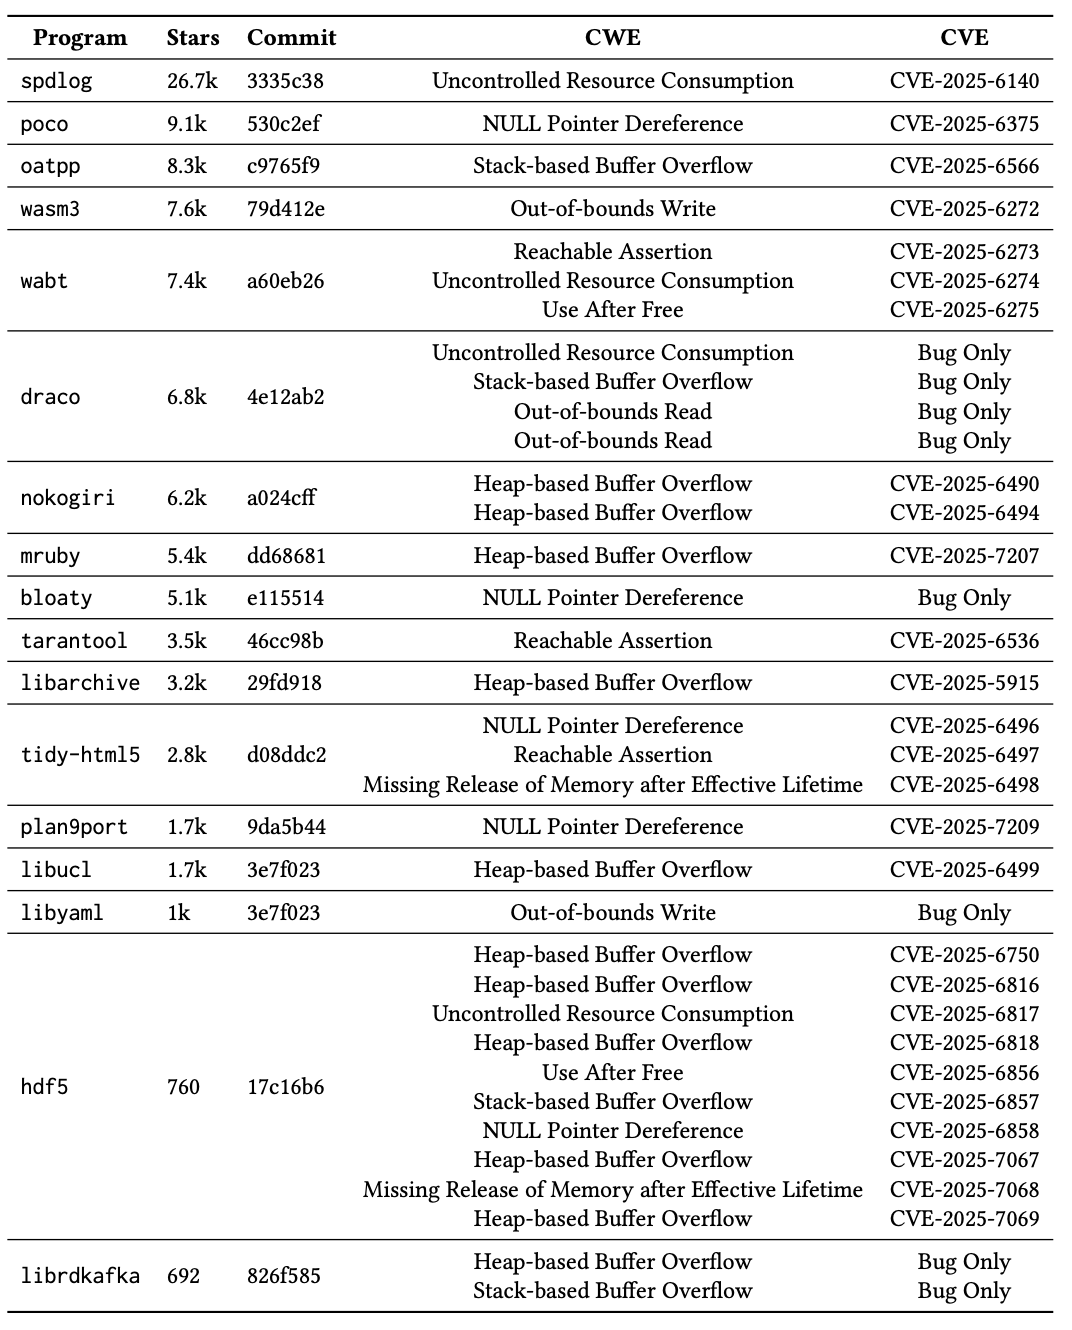 Program Stars Commit CWE CVE
spdlog 26.7k 3335c38 Uncontrolled Resource Consumption CVE-2025-6140
poco 9.1k 530c2ef NULL Pointer Dereference CVE-2025-6375
oatpp 8.3k c9765f9 Stack-based Buffer Overflow CVE-2025-6566
wasm3 7.6k 79d412e Out-of-bounds Write CVE-2025-6272
Reachable Assertion CVE-2025-6273
wabt 7.4k a60eb26 Uncontrolled Resource Consumption CVE-2025-6274
Use After Free CVE-2025-6275
Uncontrolled Resource Consumption Bug Only
Stack-based Buffer Overflow Bug Only
draco 6.8k 4e12ab2
Out-of-bounds Read Bug Only
Out-of-bounds Read Bug Only
Heap-based Buffer Overflow CVE-2025-6490
nokogiri 6.2k a024cff
Heap-based Buffer Overflow CVE-2025-6494
mruby 5.4k dd68681 Heap-based Buffer Overflow CVE-2025-7207
bloaty 5.1k e115514 NULL Pointer Dereference Bug Only
tarantool 3.5k 46cc98b Reachable Assertion CVE-2025-6536
libarchive 3.2k 29fd918 Heap-based Buffer Overflow CVE-2025-5915
NULL Pointer Dereference CVE-2025-6496
tidy-html5 2.8k d08ddc2 Reachable Assertion CVE-2025-6497
Missing Release of Memory after Effective Lifetime CVE-2025-6498
plan9port 1.7k 9da5b44 NULL Pointer Dereference CVE-2025-7209
libucl 1.7k 3e7f023 Heap-based Buffer Overflow CVE-2025-6499
libyaml 1k 3e7f023 Out-of-bounds Write Bug Only
Heap-based Buffer Overflow CVE-2025-6750
Heap-based Buffer Overflow CVE-2025-6816
Uncontrolled Resource Consumption CVE-2025-6817
Heap-based Buffer Overflow CVE-2025-6818
Use After Free CVE-2025-6856
hdf5 760 17c16b6
Stack-based Buffer Overflow CVE-2025-6857
NULL Pointer Dereference CVE-2025-6858
Heap-based Buffer Overflow CVE-2025-7067
Missing Release of Memory after Effective Lifetime CVE-2025-7068
Heap-based Buffer Overflow CVE-2025-7069
Heap-based Buffer Overflow Bug Only
librdkafka 692 826f585
Stack-based Buffer Overflow Bug Only